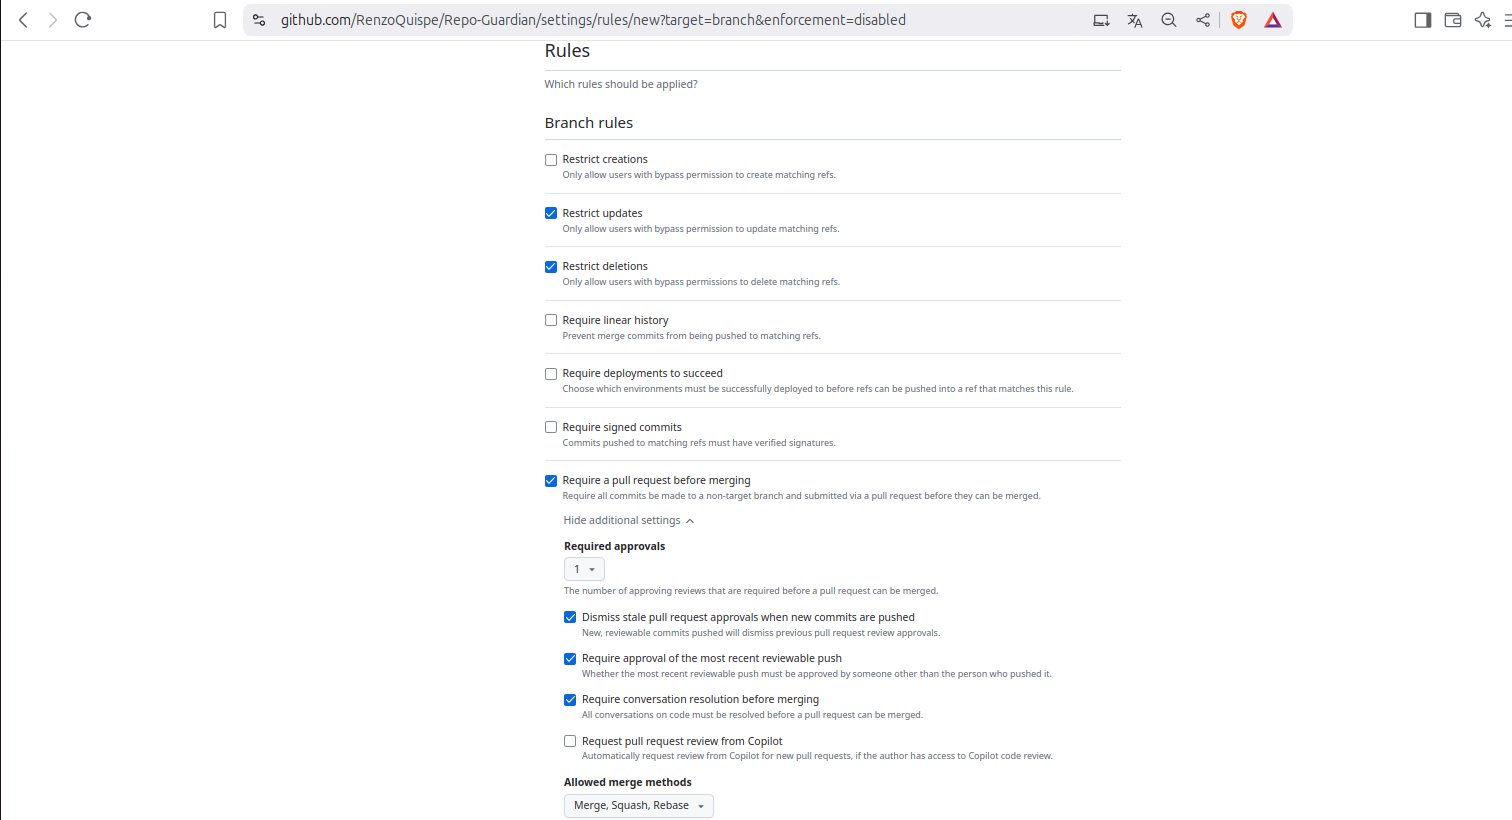 github.com/RenzoQuispe/Repo-Guardian/settings/rules/new?target=branch&enforcement=disabled
Rules
Which rules should be applied?
Branch rules
Restrict creations
Only allow users with bypass permission to create matching refs.
Restrict updates
Only allow users with bypass permission to update matching refs.
Restrict deletions
Only allow users with bypass permissions to delete matching refs.
Require linear history
Prevent merge commits from being pushed to matching refs.
Require deployments to succeed
Choose which environments must be successfully deployed to before refs can be pushed into a ref that matches this rule.
Require signed commits
Commits pushed to matching refs must have verified signatures.
Require a pull request before merging
Require all commits be made to a non-target branch and submitted via a pull request before they can be merged.
Hide additional settings
Required approvals
1
The number of approving reviews that are required before a pull request can be merged.
Dismiss stale pull request approvals when new commits are pushed
New, reviewable commits pushed will dismiss previous pull request review approvals.
Require approval of the most recent reviewable push
Whether the most recent reviewable push must be approved by someone other than the person who pushed it.
Require conversation resolution before merging
All conversations on code must be resolved before a pull request can be merged.
Request pull request review from Copilot
Automatically request review from Copilot for new pull requests, if the author has access to Copilot code review.
Allowed merge methods
Merge, Squash, Rebase